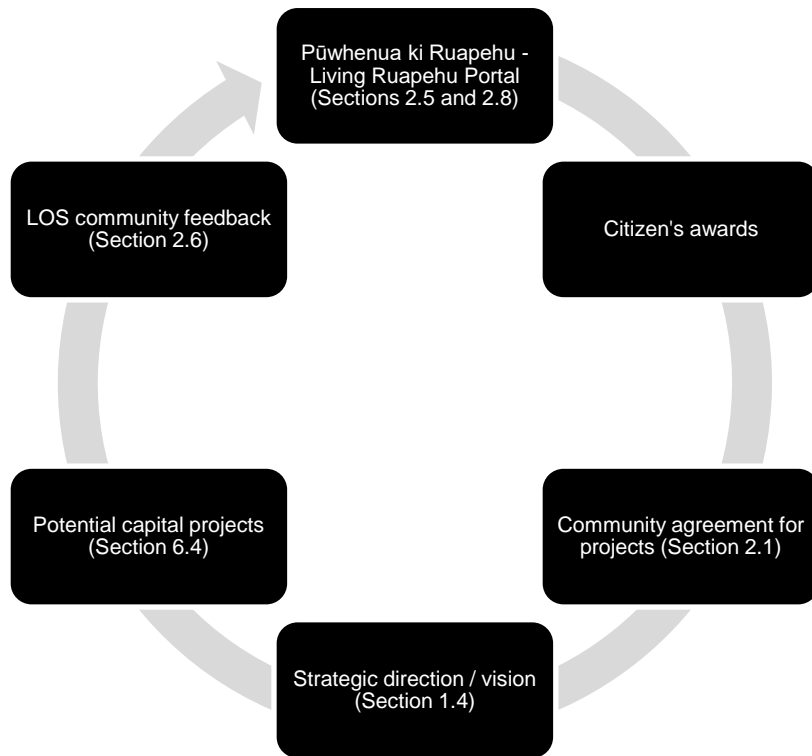 Pūwhenua ki Ruapehu -
Living Ruapehu Portal
(Sections 2.5 and 2.8)
Citizen's awards
Community agreement for
projects (Section 2.1)
Strategic direction / vision
(Section 1.4)
Potential capital projects
(Section 6.4)
LOS community feedback
(Section 2.6)